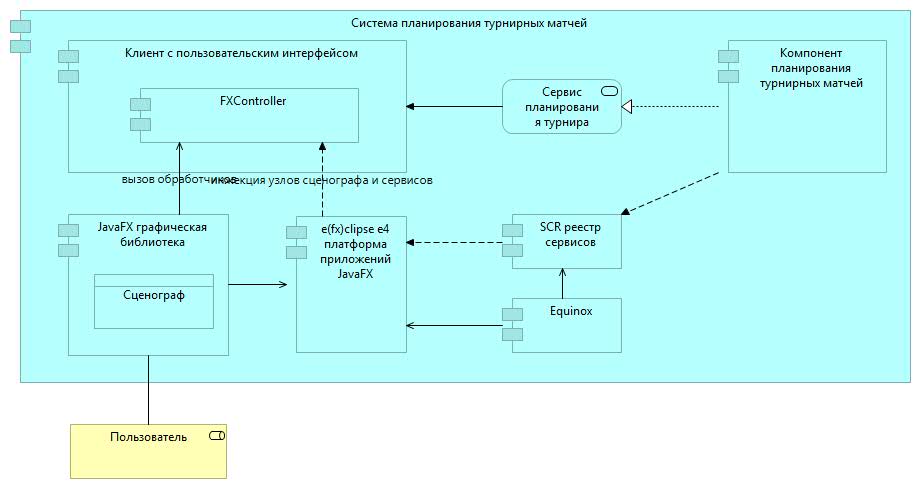 Система планирования турнирных матчей
Клиент с пользовательским интерфейсом
FXController
Сервис
планировани
я турнира
Компонент
планирования
турнирных матчей
вызов обработчиков
инжекция узлов сценографа и сервисов
JavaFX графическая
библиотека
Сценограф
e(fx)clipse e4
платформа
приложений
JavaFX
SCR реестр
сервисов
Equinox
Пользователь